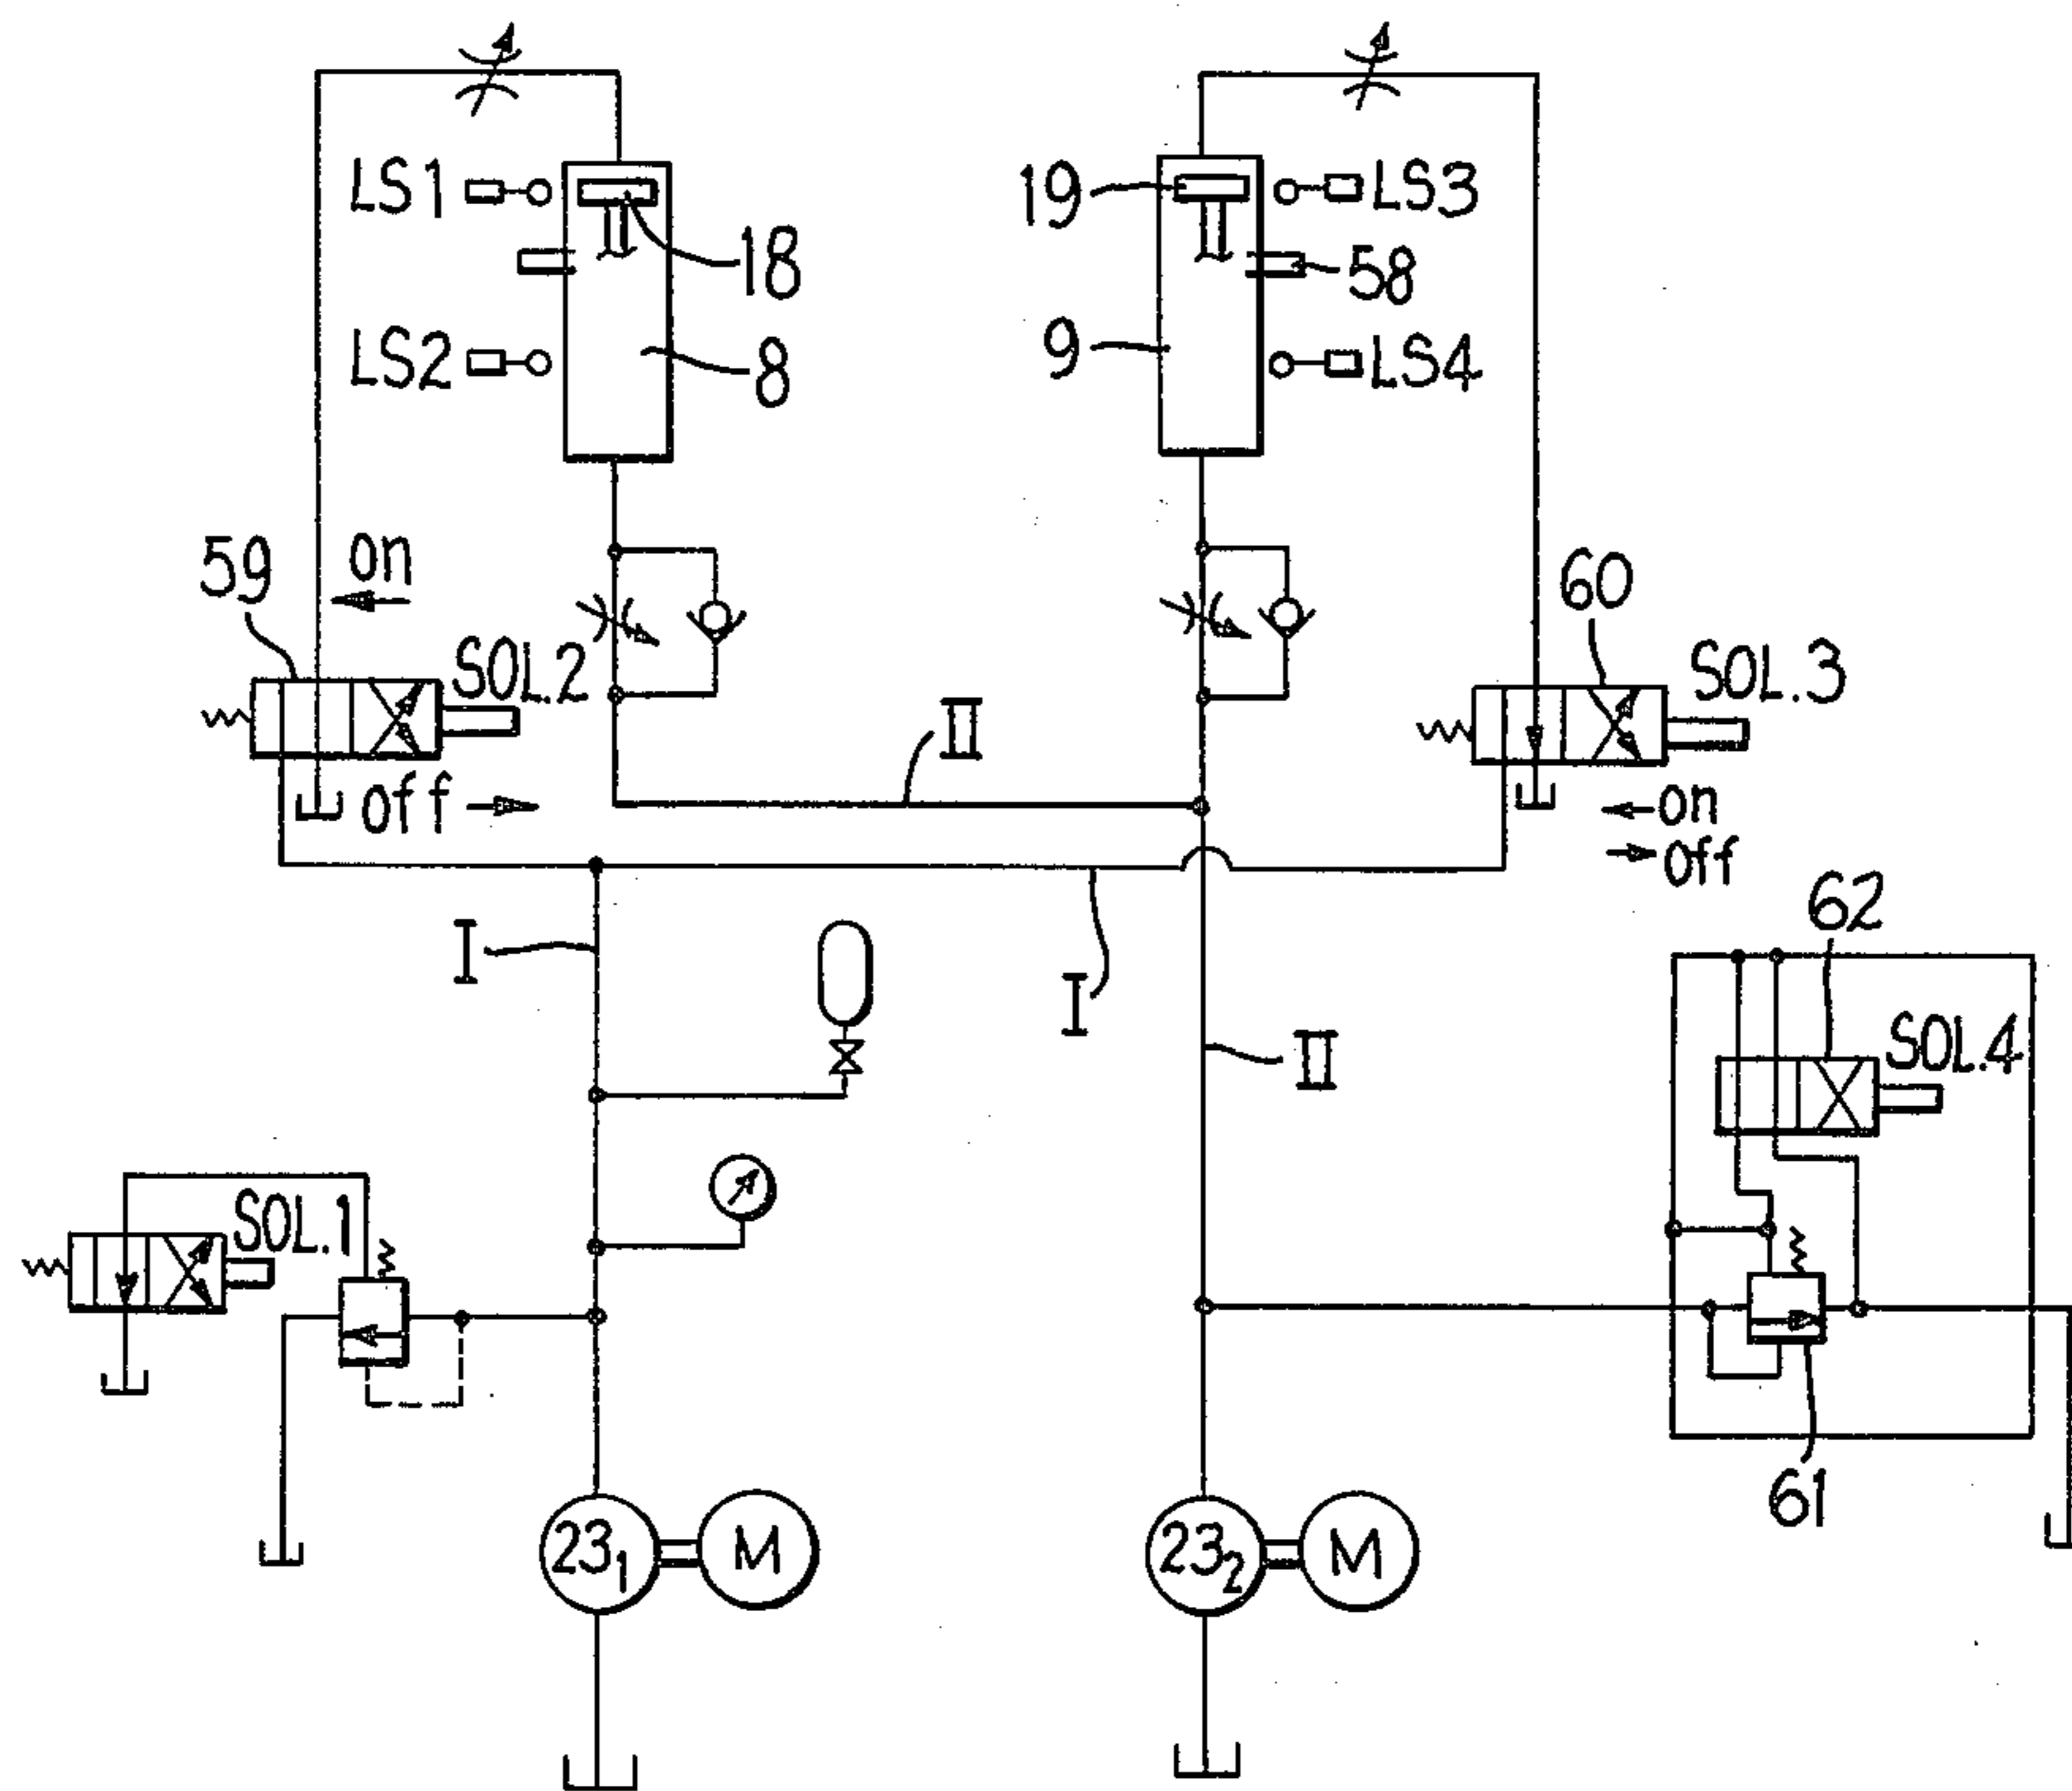 LS1
18
LS2
8
19
LS3
58
9
LS4
59
on
SOL.2
off
II
60
SOL.3
on
off
I
I
II
62
SOL.4
SOL.1
61
23₁
M
23₂
M